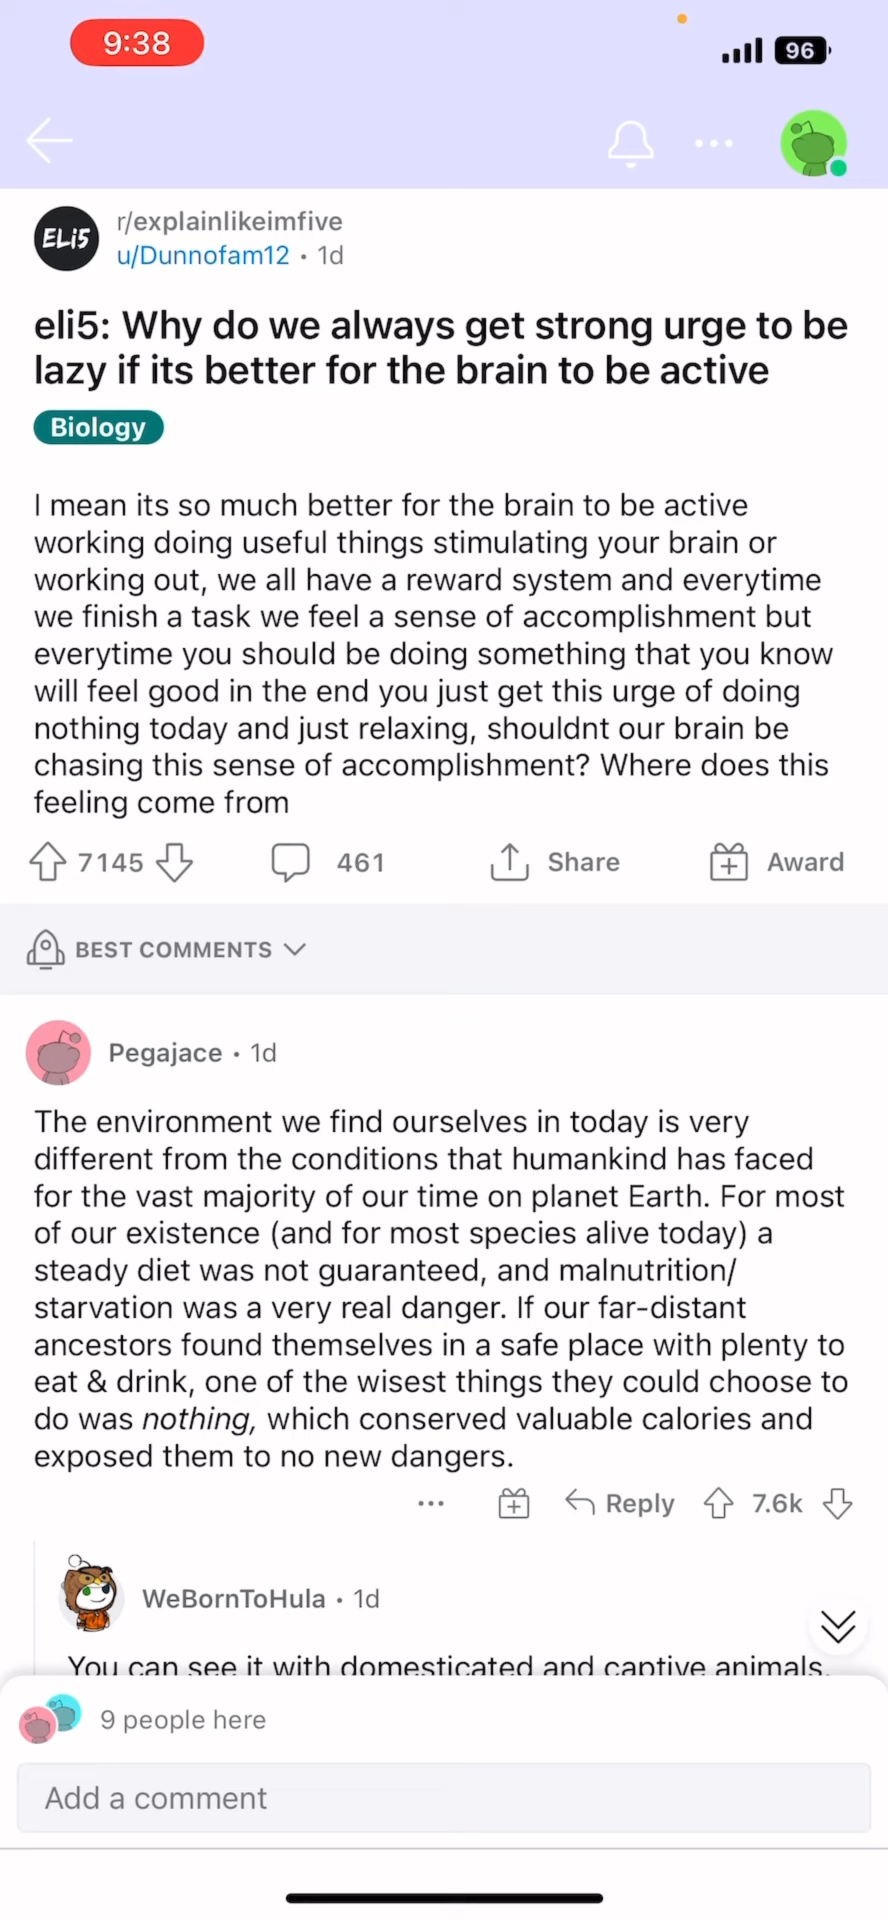 9:38
96
ELI5
r/explainlikeimfive
u/Dunnofam12 • 1d
eli5: Why do we always get strong urge to be
lazy if its better for the brain to be active
Biology
I mean its so much better for the brain to be active
working doing useful things stimulating your brain or
working out, we all have a reward system and everytime
we finish a task we feel a sense of accomplishment but
everytime you should be doing something that you know
will feel good in the end you just get this urge of doing
nothing today and just relaxing, shouldnt our brain be
chasing this sense of accomplishment? Where does this
feeling come from
7145 461 Share Award
BEST COMMENTS
Pegajace • 1d
The environment we find ourselves in today is very
different from the conditions that humankind has faced
for the vast majority of our time on planet Earth. For most
of our existence (and for most species alive today) a
steady diet was not guaranteed, and malnutrition/
starvation was a very real danger. If our far-distant
ancestors found themselves in a safe place with plenty to
eat & drink, one of the wisest things they could choose to
do was nothing, which conserved valuable calories and
exposed them to no new dangers.
Reply 7.6k
WeBornToHula • 1d
You can see it with domesticated and captive animals.
9 people here
Add a comment